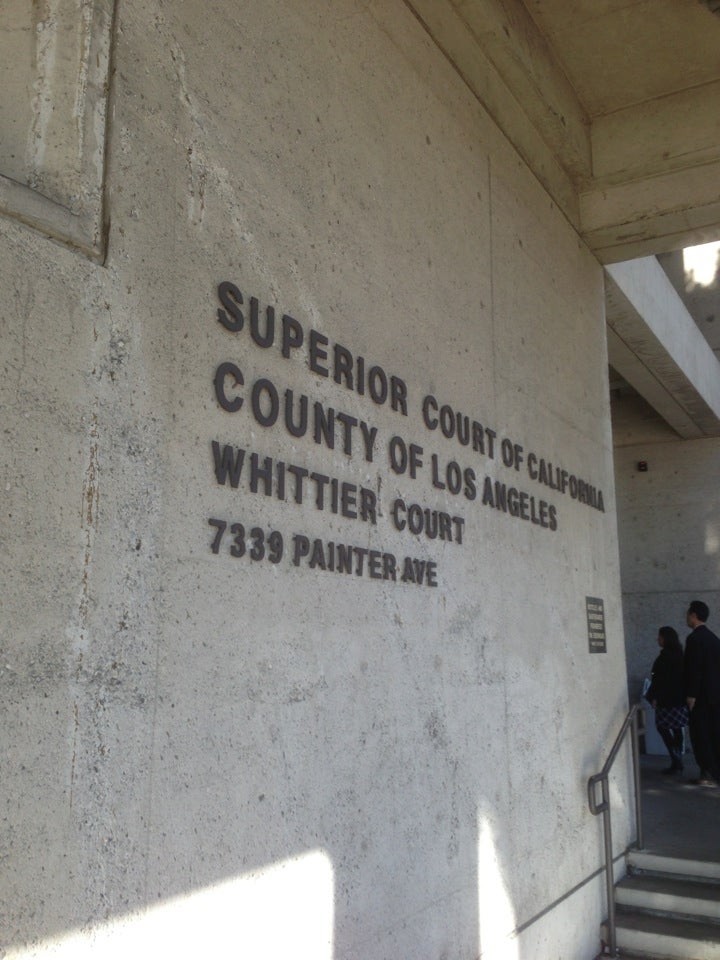 SUPERIOR COURT OF CALIFORNIA
COUNTY OF LOS ANGELES
WHITTIER COURT
7339 PAINTER AVE